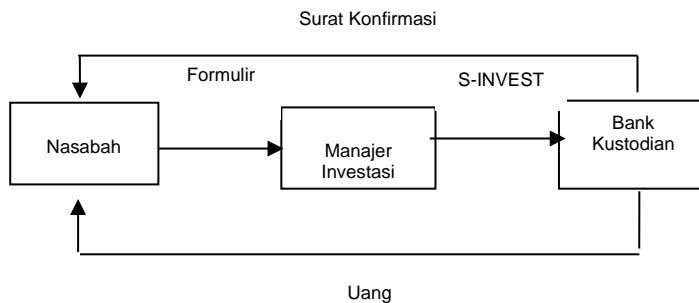 Surat Konfirmasi
Formulir
S-INVEST
Nasabah
Manajer
Investasi
Bank
Kustodian
Uang